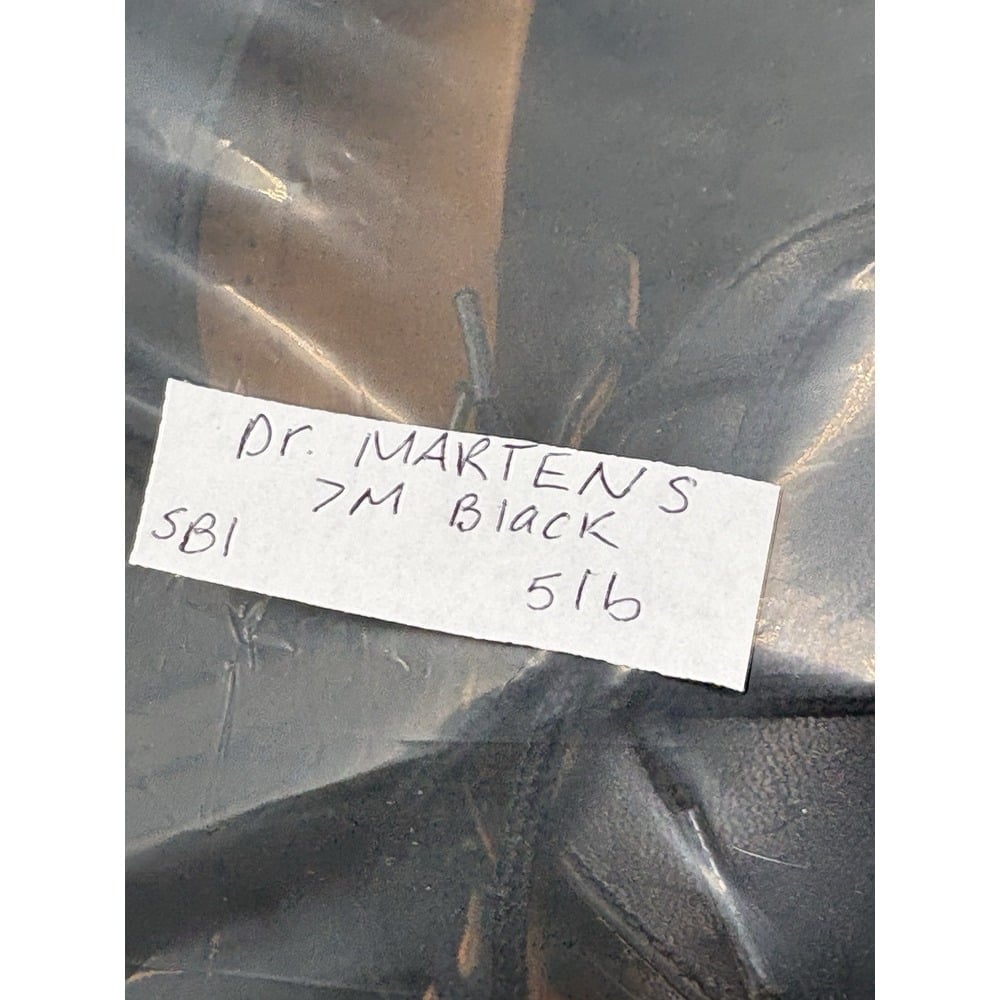 Dr. MARTENS
7M Black
SB1
5lb